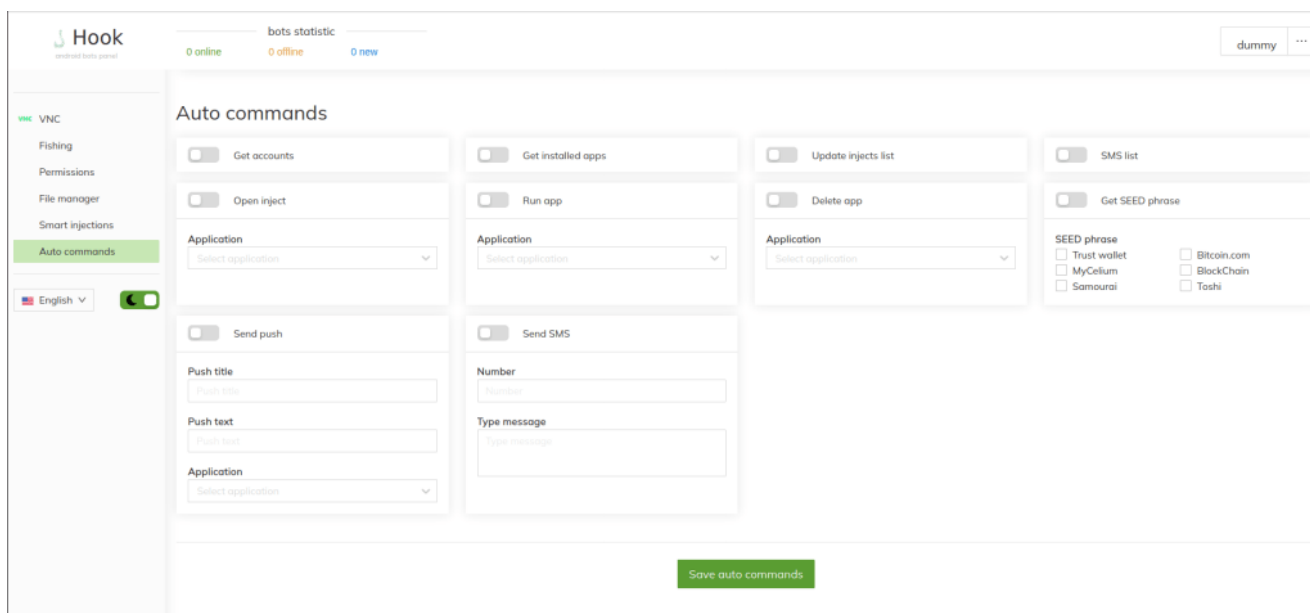 Hook
android bots panel
bots statistic
0 online 0 offline 0 new
dummy ...
VNC VNC
Fishing
Permissions
File manager
Smart injections
Auto commands
English
Auto commands
Get accounts
Get installed apps
Update injects list
SMS list
Open inject
Application
Select application
Run app
Application
Select application
Delete app
Application
Select application
Get SEED phrase
SEED phrase
Trust wallet Bitcoin.com
MyCelium BlockChain
Samourai Toshi
Send push
Push title
Push title
Push text
Push text
Application
Select application
Send SMS
Number
Number
Type message
Type message
Save auto commands